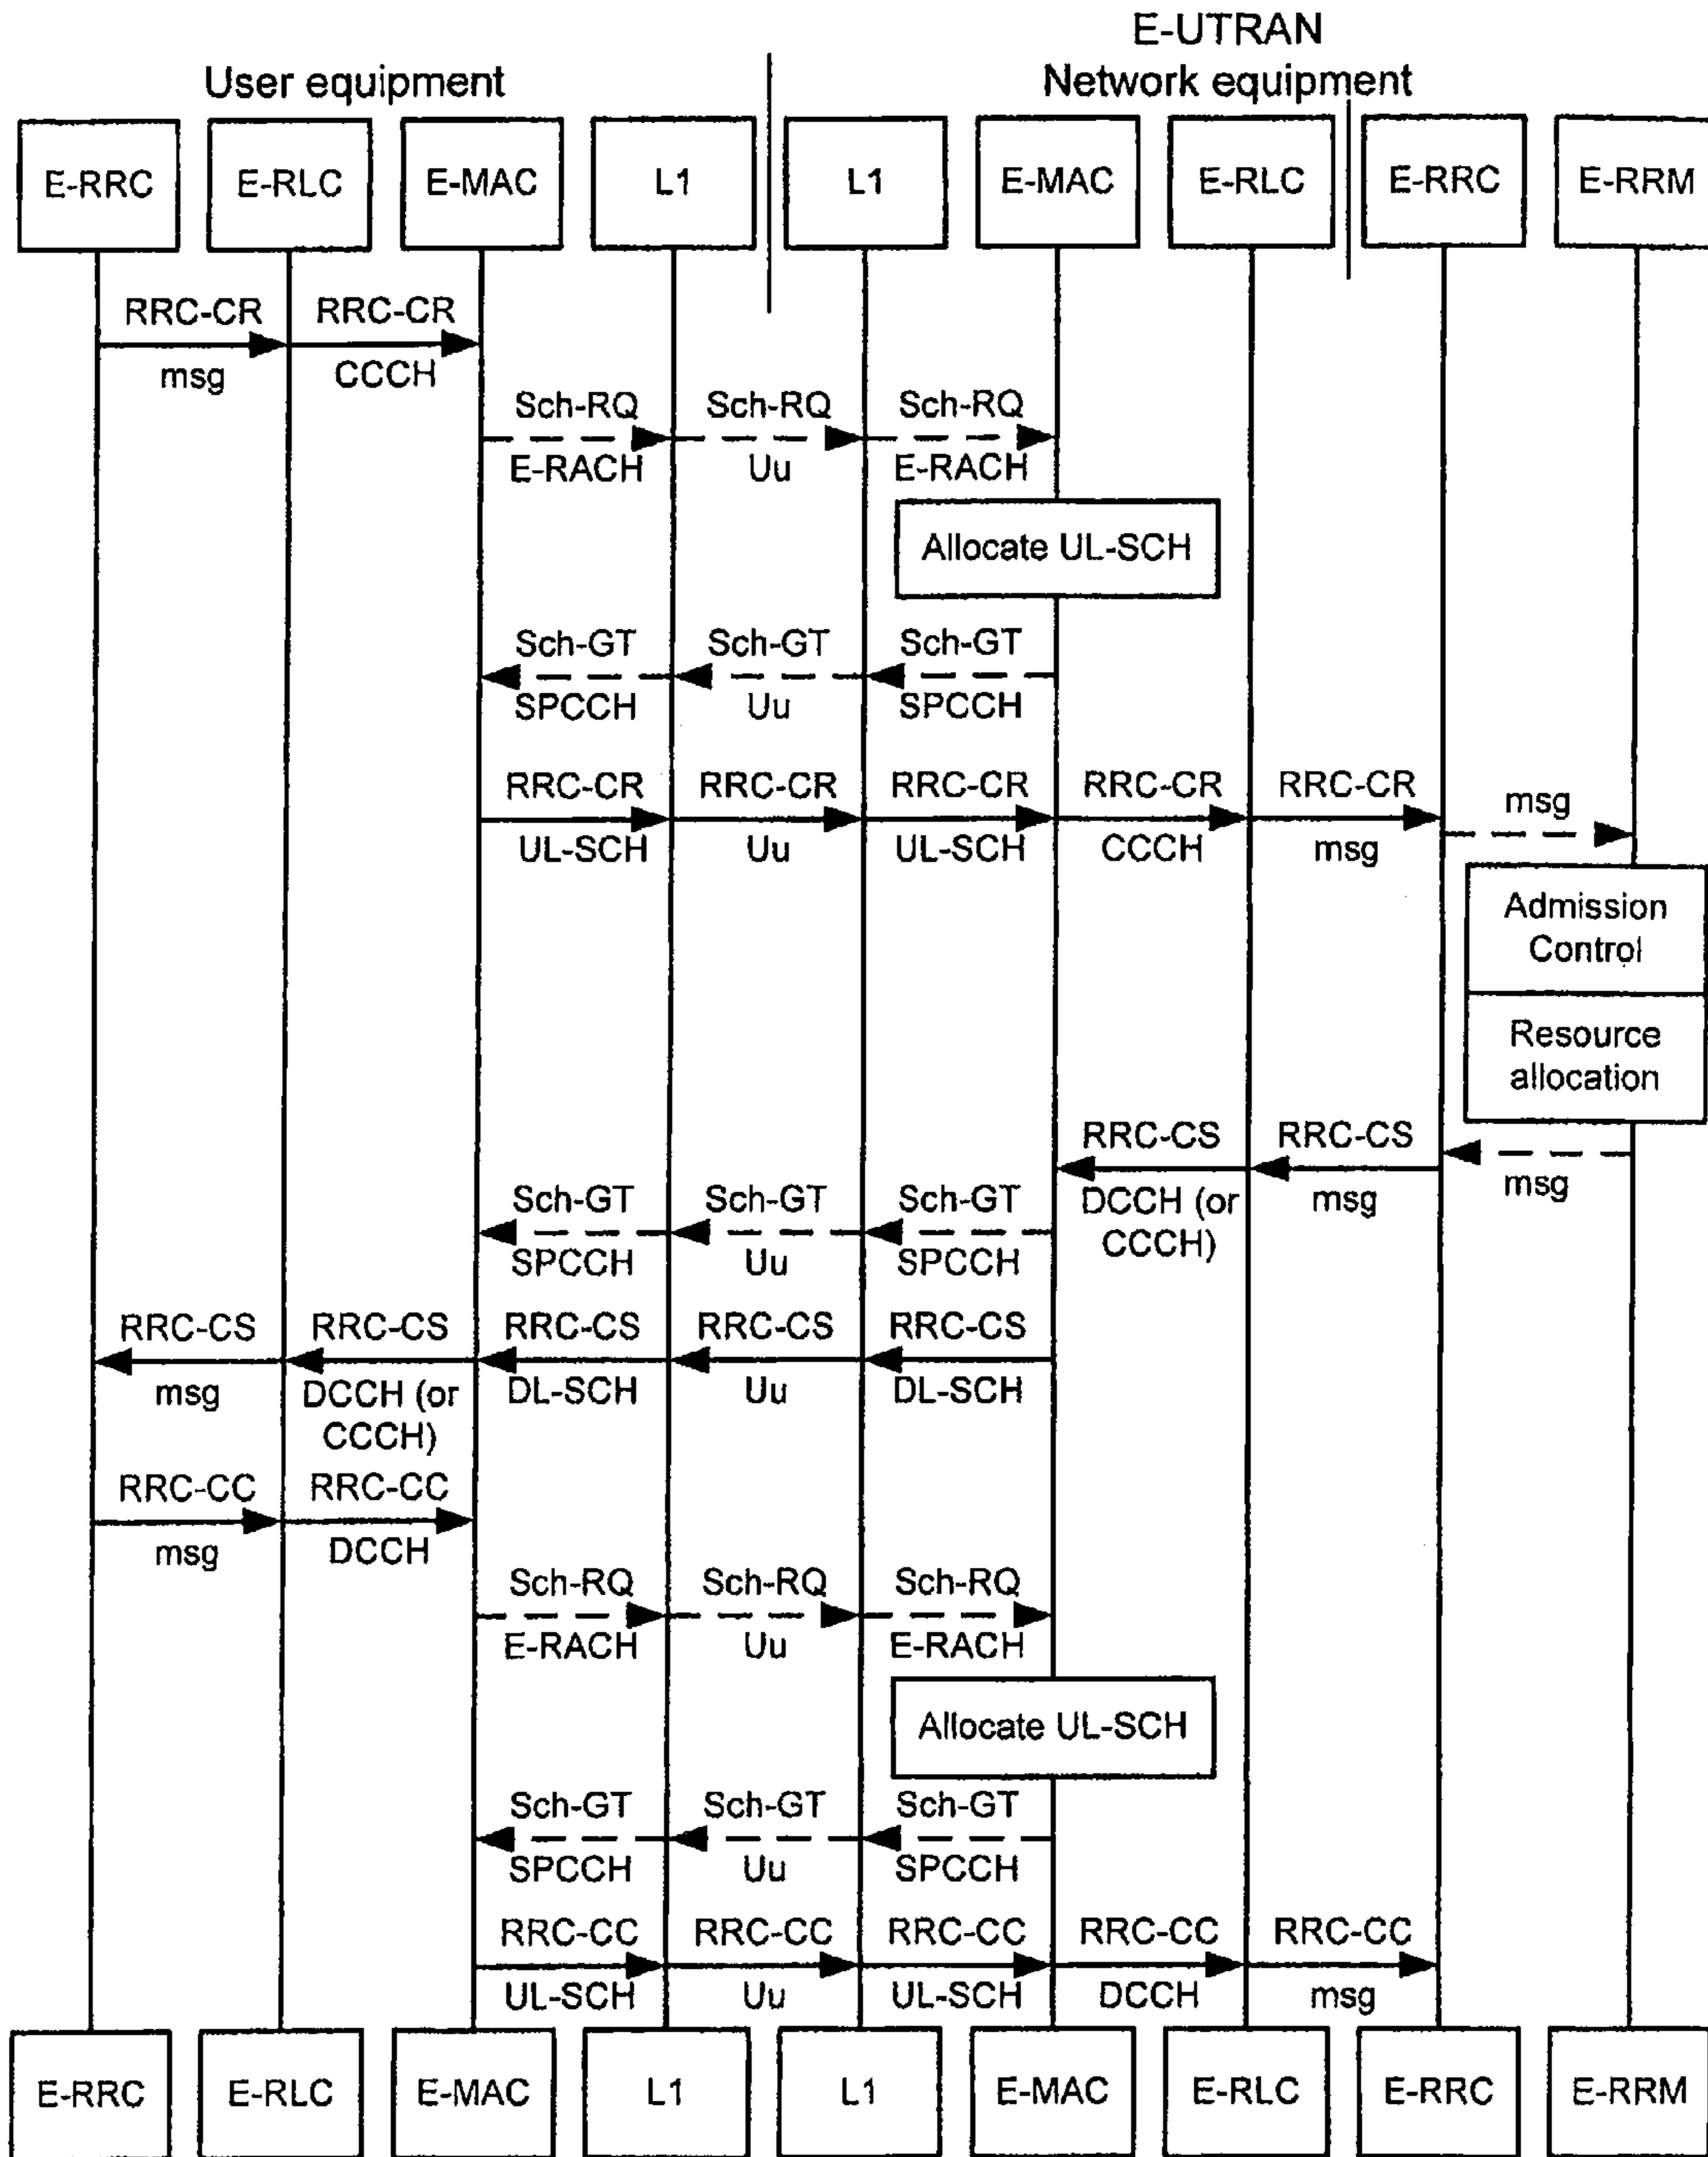 E-UTRAN
User equipment Network equipment
E-RRC E-RLC E-MAC L1 L1 E-MAC E-RLC E-RRC E-RRM
RRC-CR RRC-CR
msg CCCH
Sch-RQ Sch-RQ Sch-RQ
E-RACH Uu E-RACH
Allocate UL-SCH
Sch-GT Sch-GT Sch-GT
SPCCH Uu SPCCH
RRC-CR RRC-CR RRC-CR RRC-CR RRC-CR msg
UL-SCH Uu UL-SCH CCCH msg
Admission
Control
Resource
allocation
RRC-CS RRC-CS
DCCH (or msg msg
CCCH)
Sch-GT Sch-GT Sch-GT
SPCCH Uu SPCCH
RRC-CS RRC-CS RRC-CS RRC-CS RRC-CS
msg DCCH (or DL-SCH Uu DL-SCH
CCCH)
RRC-CC RRC-CC
msg DCCH
Sch-RQ Sch-RQ Sch-RQ
E-RACH Uu E-RACH
Allocate UL-SCH
Sch-GT Sch-GT Sch-GT
SPCCH Uu SPCCH
RRC-CC RRC-CC RRC-CC RRC-CC RRC-CC
UL-SCH Uu UL-SCH DCCH msg
E-RRC E-RLC E-MAC L1 L1 E-MAC E-RLC E-RRC E-RRM